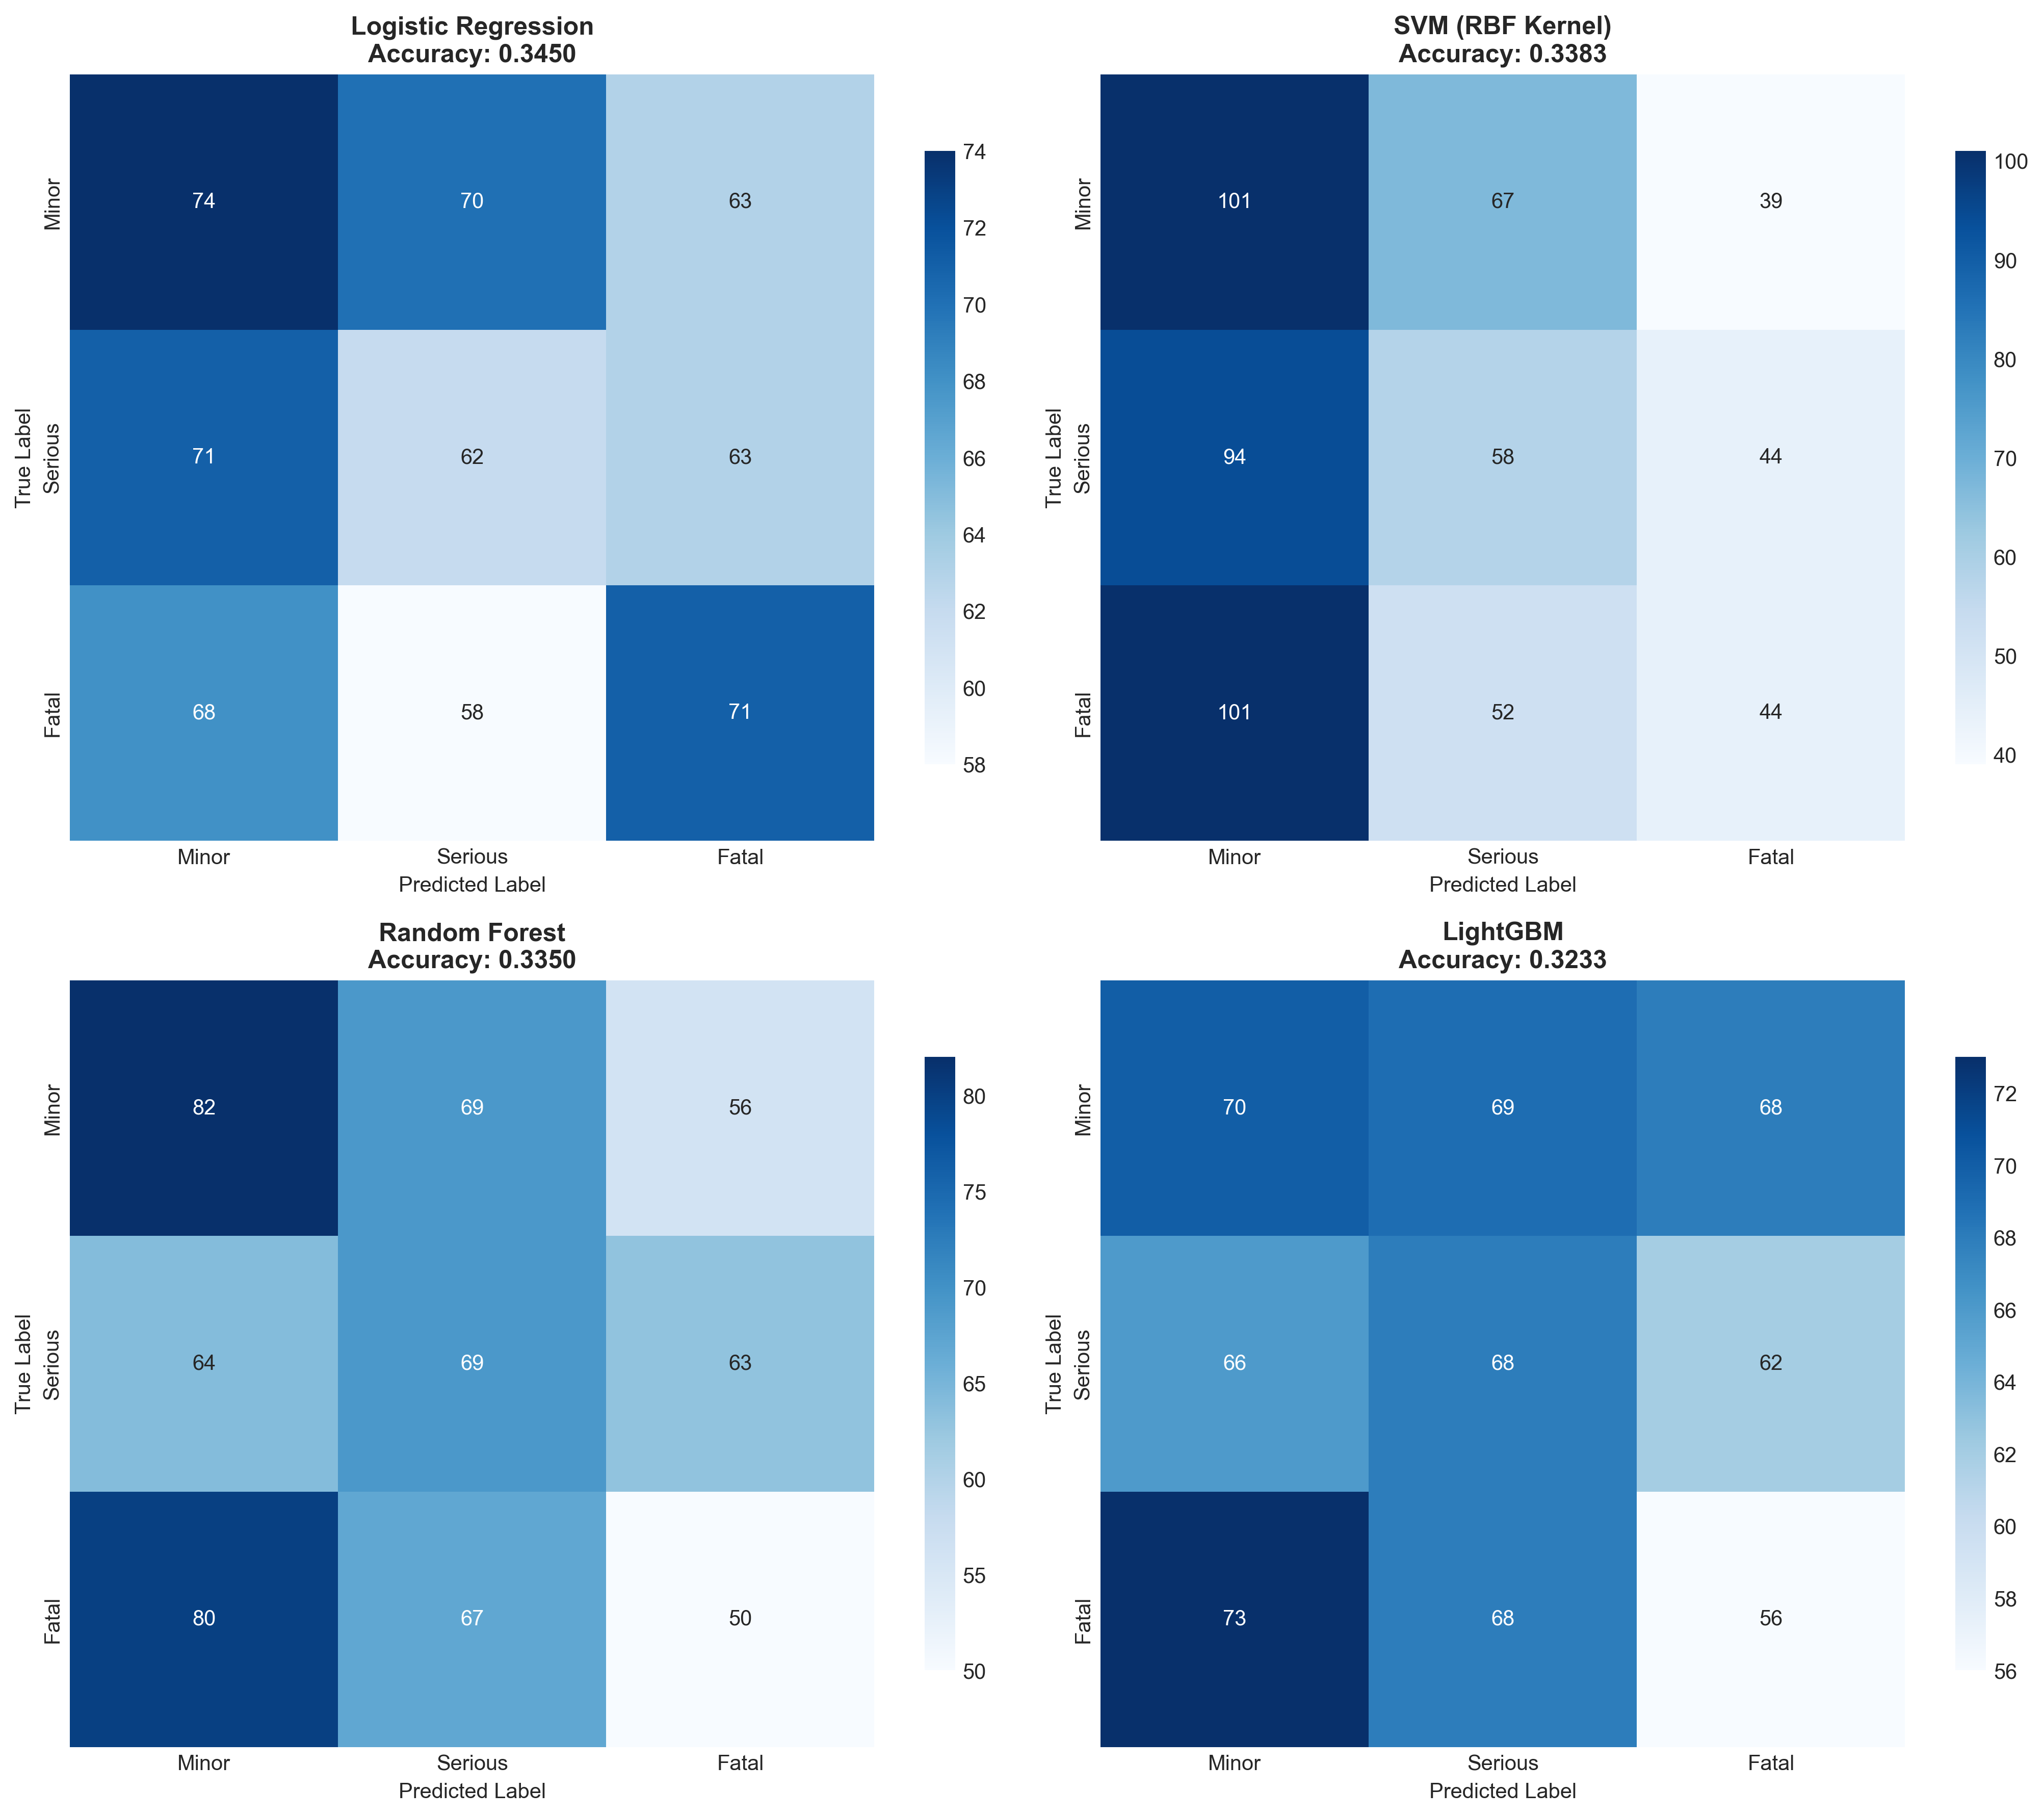 Logistic Regression
Accuracy: 0.3450
74
70
63
71
62
63
68
58
71
Minor
Serious
Fatal
True Label
Minor
Serious
Fatal
Predicted Label
74
72
70
68
66
64
62
60
58
SVM (RBF Kernel)
Accuracy: 0.3383
101
67
39
94
58
44
101
52
44
Minor
Serious
Fatal
True Label
Minor
Serious
Fatal
Predicted Label
100
90
80
70
60
50
40
Random Forest
Accuracy: 0.3350
82
69
56
64
69
63
80
67
50
Minor
Serious
Fatal
True Label
Minor
Serious
Fatal
Predicted Label
80
75
70
65
60
55
50
LightGBM
Accuracy: 0.3233
70
69
68
66
68
62
73
68
56
Minor
Serious
Fatal
True Label
Minor
Serious
Fatal
Predicted Label
72
70
68
66
64
62
60
58
56